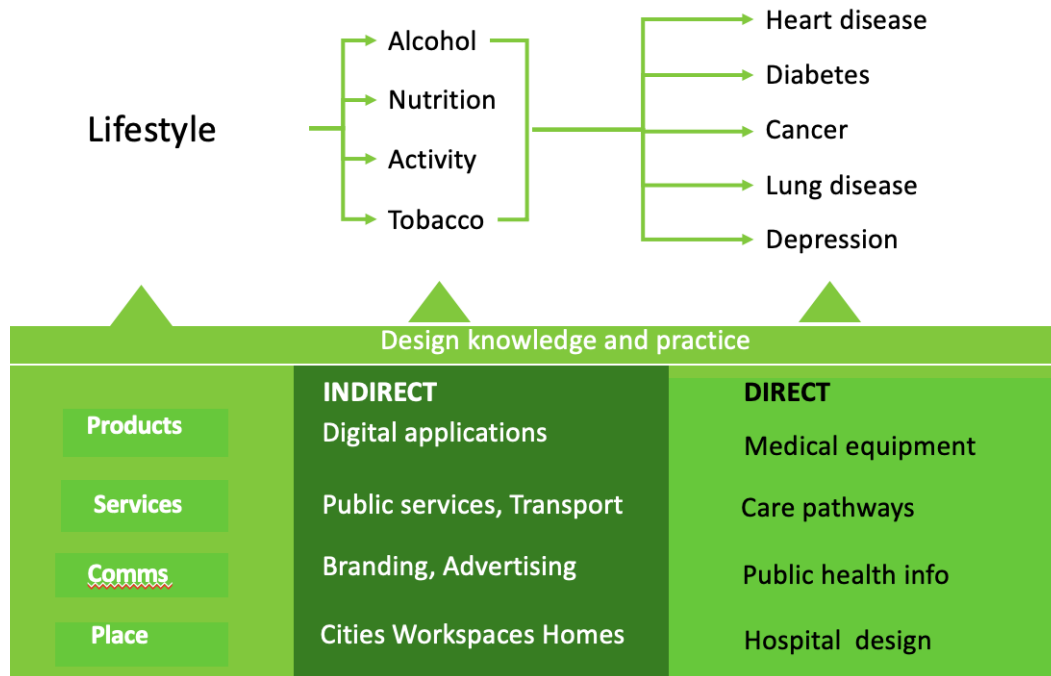 Lifestyle
Alcohol
Nutrition
Activity
Tobacco
Heart disease
Diabetes
Cancer
Lung disease
Depression
Design knowledge and practice
INDIRECT
DIRECT
Products
Digital applications
Medical equipment
Services
Public services, Transport
Care pathways
Comms
Branding, Advertising
Public health info
Place
Cities Workspaces Homes
Hospital design